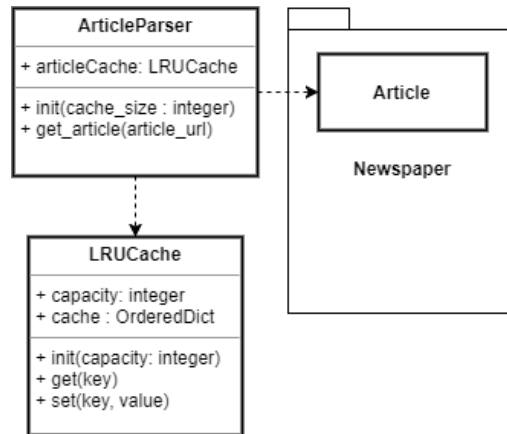 ArticleParser
+ articleCache: LRUCache
+ init(cache_size : integer)
+ get_article(article_url)
Article
Newspaper
LRUCache
+ capacity: integer
+ cache : OrderedDict
+ init(capacity: integer)
+ get(key)
+ set(key, value)